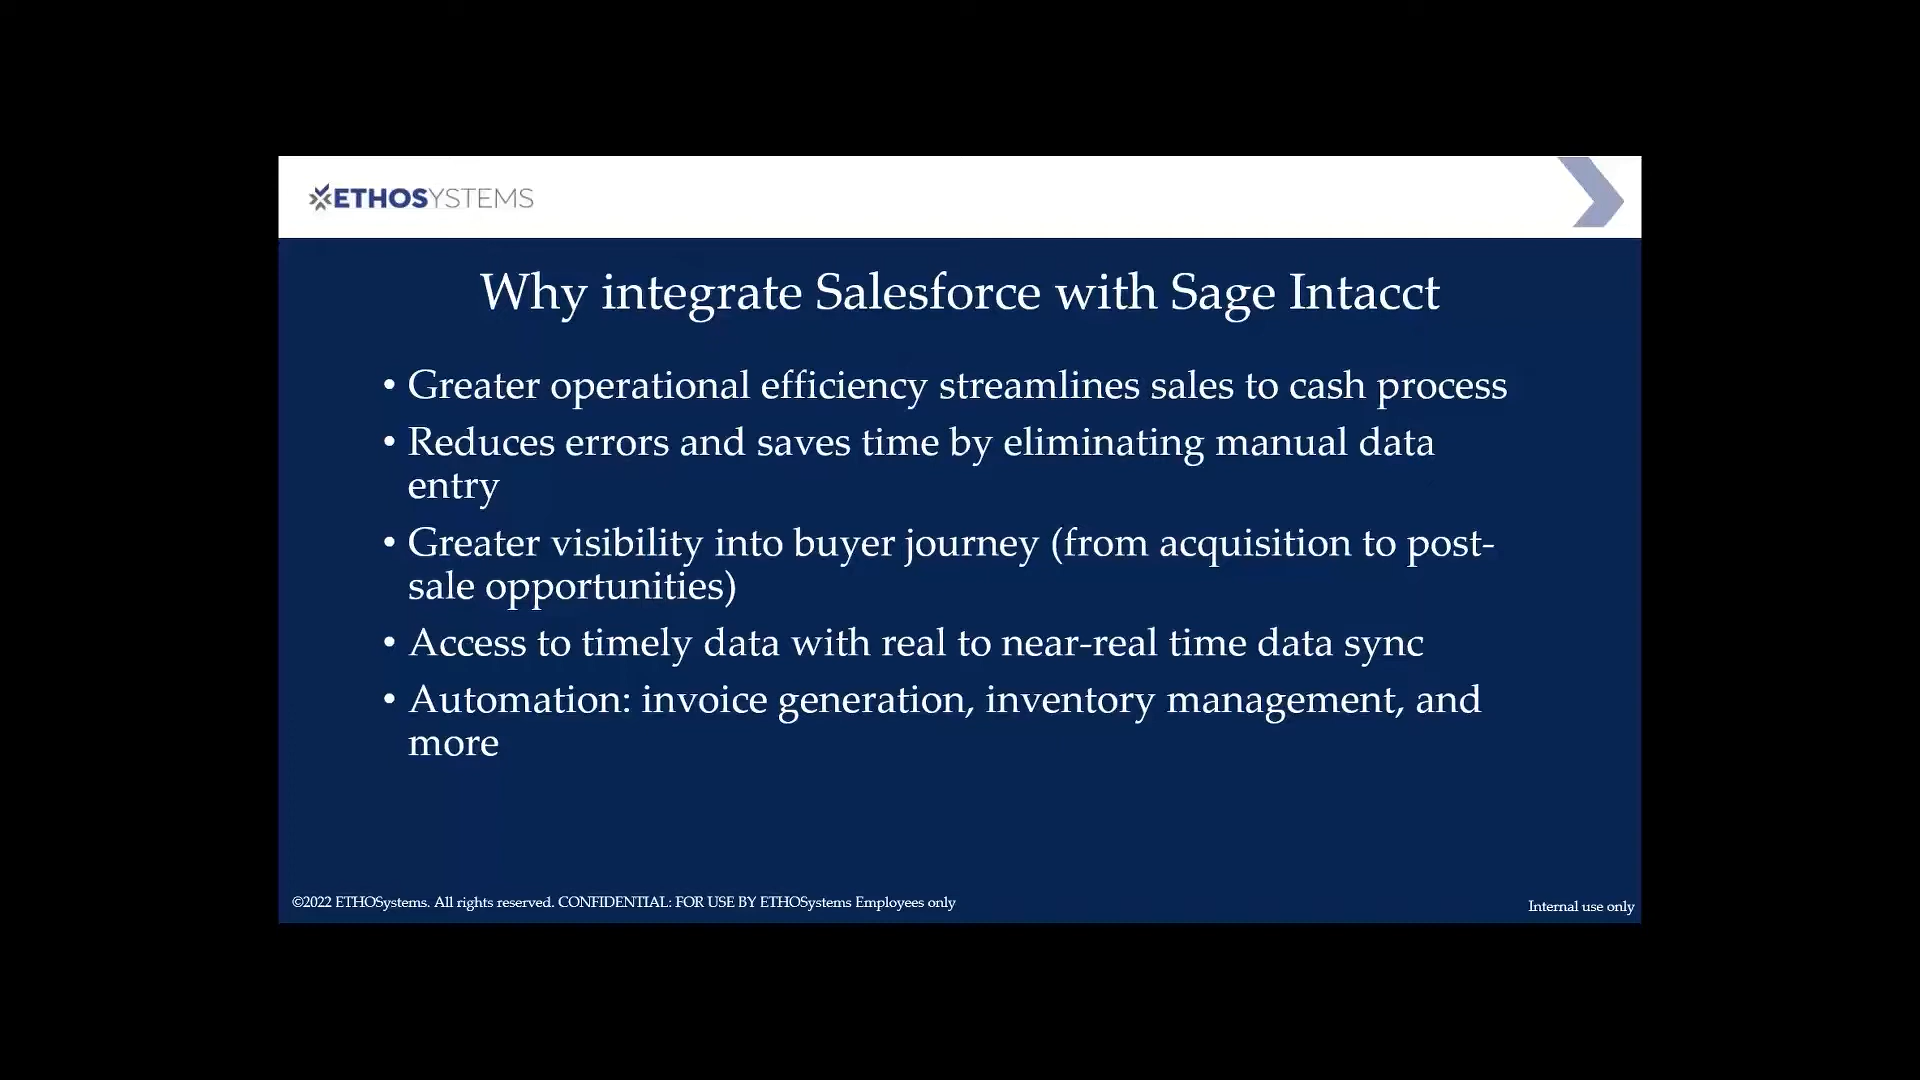 ETHOSYSTEMS
Why integrate Salesforce with Sage Intacct
• Greater operational efficiency streamlines sales to cash process
• Reduces errors and saves time by eliminating manual data
entry
• Greater visibility into buyer journey (from acquisition to post-
sale opportunities)
• Access to timely data with real to near-real time data sync
• Automation: invoice generation, inventory management, and
more
©2022 ETHOSystems. All rights reserved. CONFIDENTIAL: FOR USE BY ETHOSystems Employees only
Internal use only